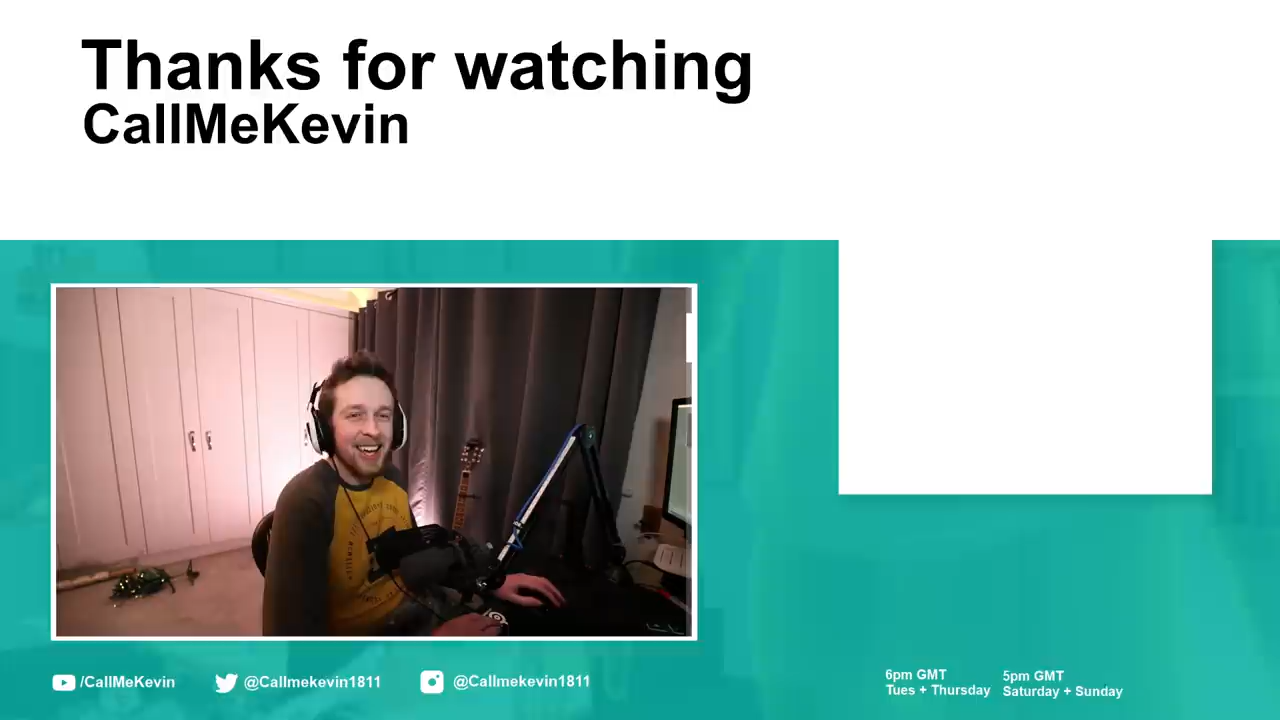 Thanks for watching
CallMeKevin
/CallMeKevin
@Callmekevin1811
@Callmekevin1811
6pm GMT
Tues + Thursday
5pm GMT
Saturday + Sunday